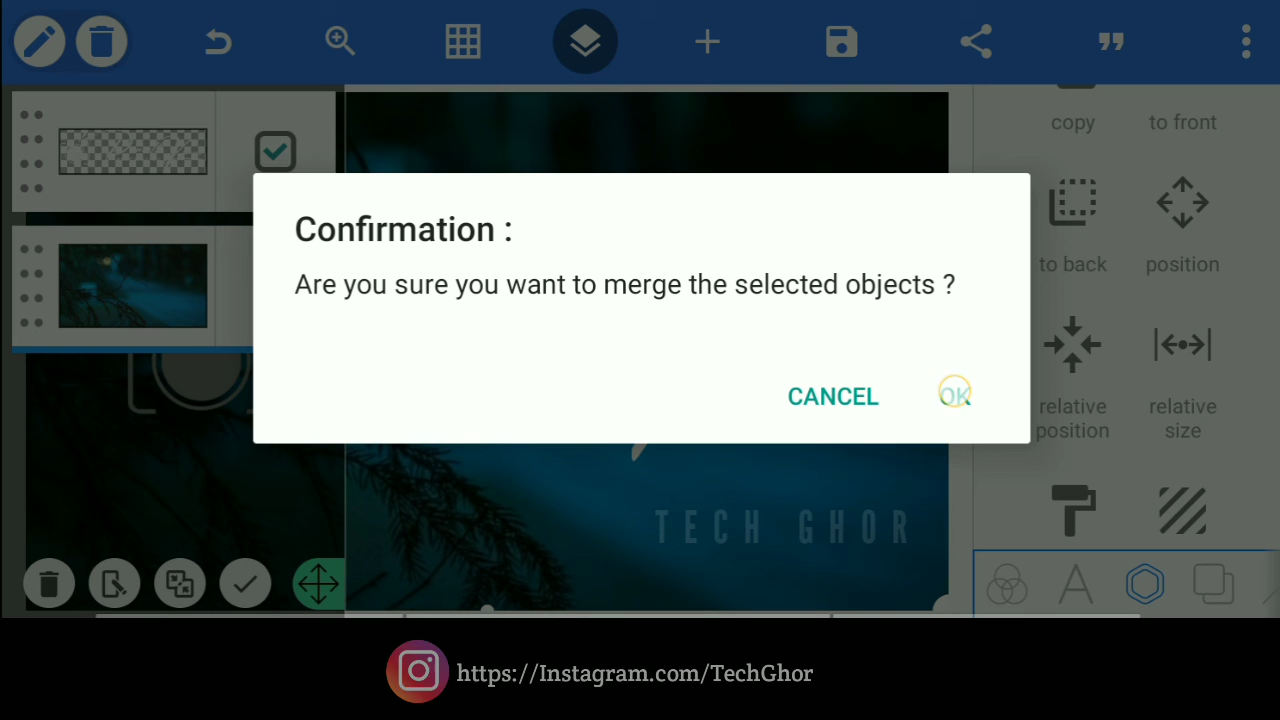 copy
to front
Confirmation :
Are you sure you want to merge the selected objects ?
to back
position
CANCEL
OK
relative
position
relative
size
TECH GHOR
A
https://Instagram.com/TechGhor